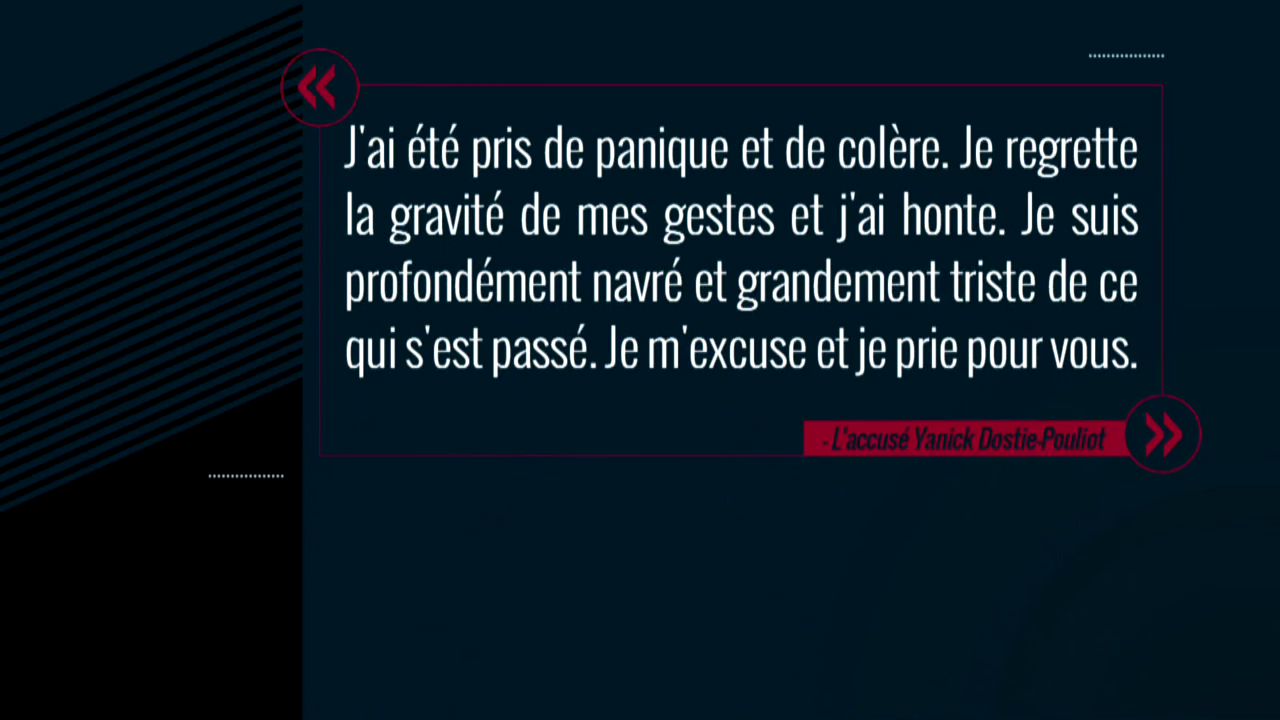 «
J'ai été pris de panique et de colère. Je regrette
la gravité de mes gestes et j'ai honte. Je suis
profondément navré et grandement triste de ce
qui s'est passé. Je m'excuse et je prie pour vous.
- L'accusé Yanick Dostie-Pouliot
»